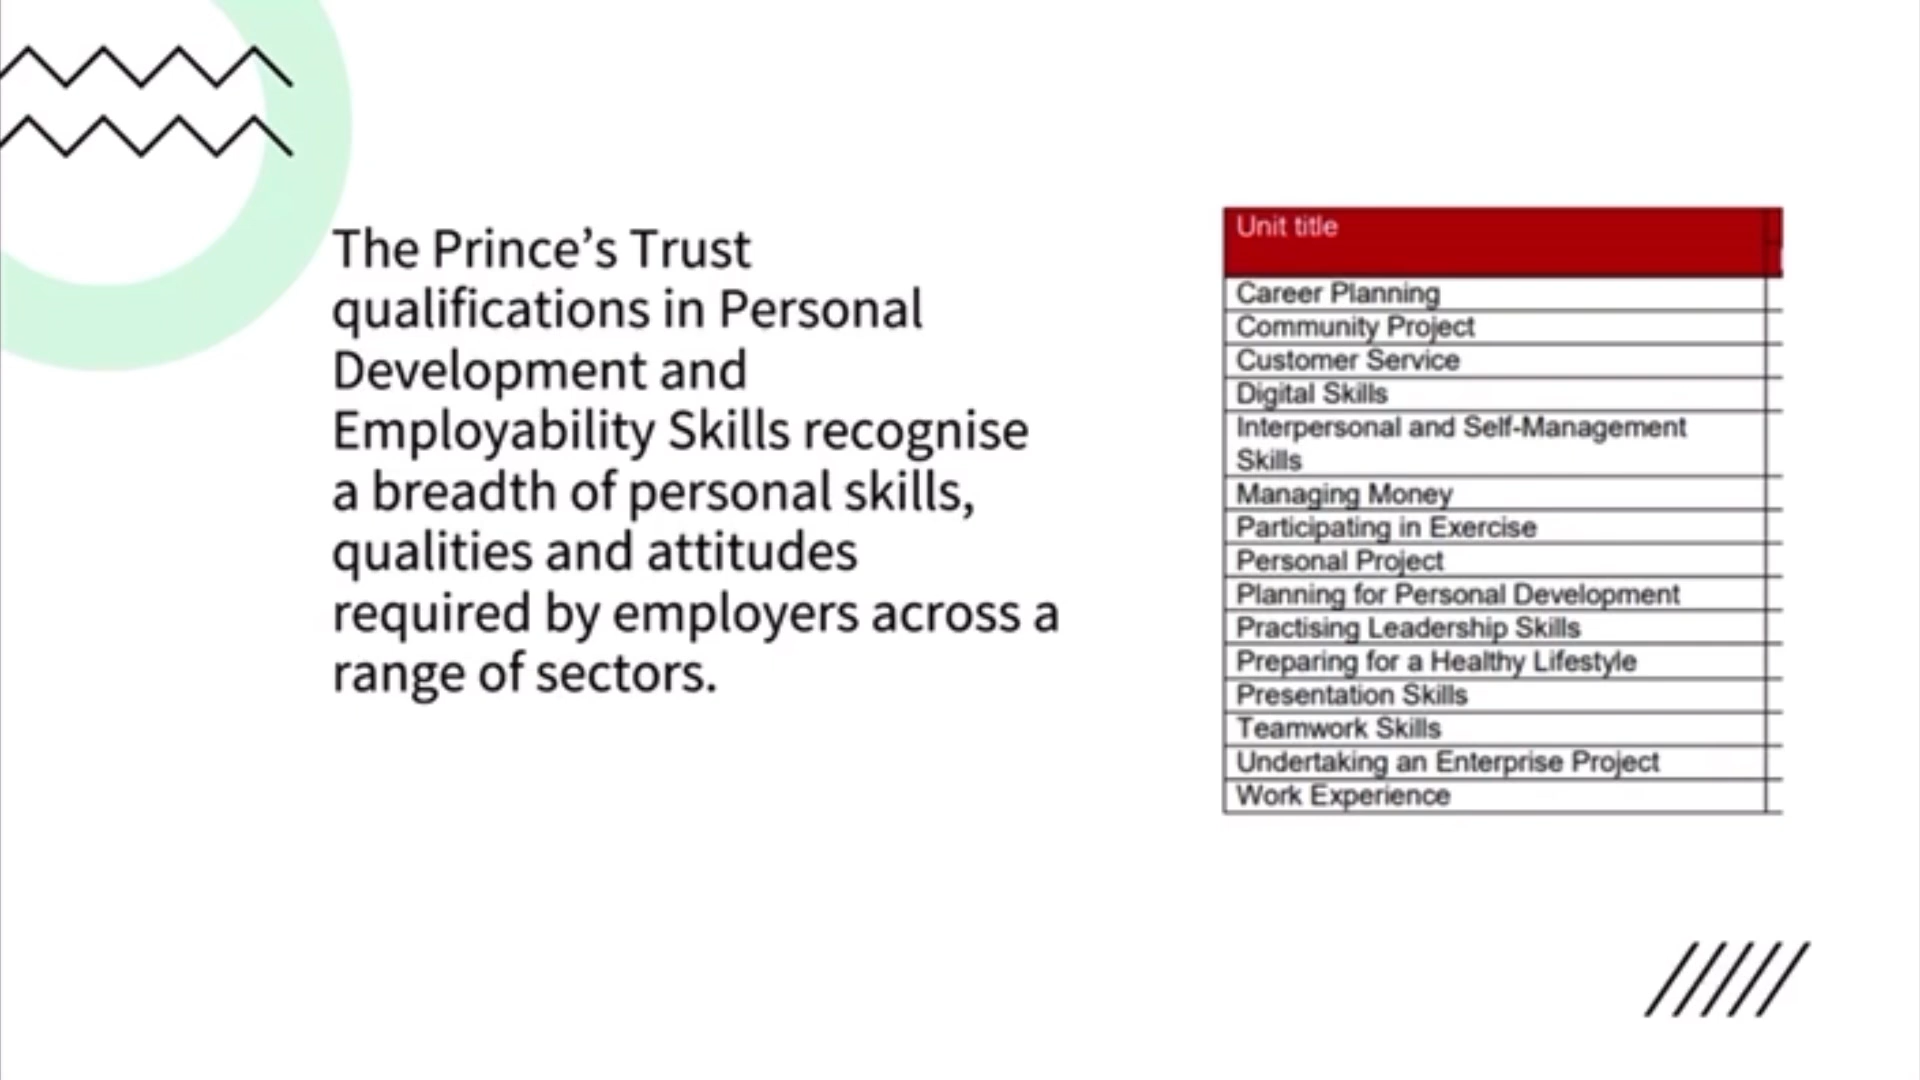 The Prince’s Trust
qualifications in Personal
Development and
Employability Skills recognise
a breadth of personal skills,
qualities and attitudes
required by employers across a
range of sectors.
Unit title
Career Planning
Community Project
Customer Service
Digital Skills
Interpersonal and Self-Management
Skills
Managing Money
Participating in Exercise
Personal Project
Planning for Personal Development
Practising Leadership Skills
Preparing for a Healthy Lifestyle
Presentation Skills
Teamwork Skills
Undertaking an Enterprise Project
Work Experience